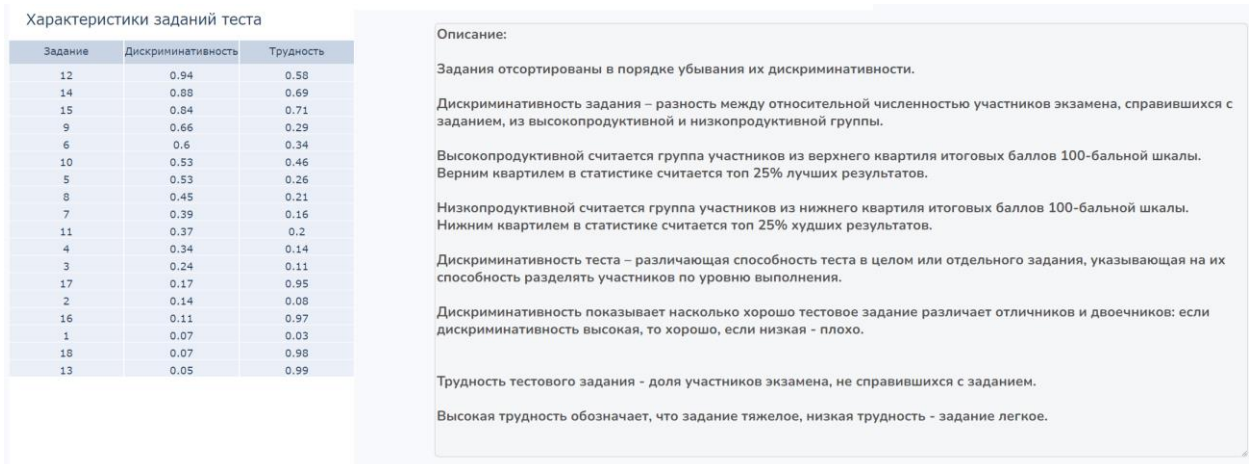 Характеристики заданий теста
Задание Дискриминативность Трудность
12 0.94 0.58
14 0.88 0.69
15 0.84 0.71
9 0.66 0.29
6 0.6 0.34
10 0.53 0.46
5 0.53 0.26
8 0.45 0.21
7 0.39 0.16
11 0.37 0.2
4 0.34 0.14
3 0.24 0.11
17 0.17 0.95
2 0.14 0.08
16 0.11 0.97
1 0.07 0.03
18 0.07 0.98
13 0.05 0.99
Описание:
Задания отсортированы в порядке убывания их дискриминативности.
Дискриминативность задания – разность между относительной численностью участников экзамена, справившихся с
заданием, из высокопродуктивной и низкопродуктивной группы.
Высокопродуктивной считается группа участников из верхнего квартиля итоговых баллов 100-бальной шкалы.
Верним квартилем в статистике считается топ 25% лучших результатов.
Низкопродуктивной считается группа участников из нижнего квартиля итоговых баллов 100-бальной шкалы.
Нижним квартилем в статистике считается топ 25% худших результатов.
Дискриминативность теста – различающая способность теста в целом или отдельного задания, указывающая на их
способность разделять участников по уровню выполнения.
Дискриминативность показывает насколько хорошо тестовое задание различает отличников и двоечников: если
дискриминативность высокая, то хорошо, если низкая - плохо.
Трудность тестового задания - доля участников экзамена, не справившихся с заданием.
Высокая трудность обозначает, что задание тяжелое, низкая трудность - задание легкое.